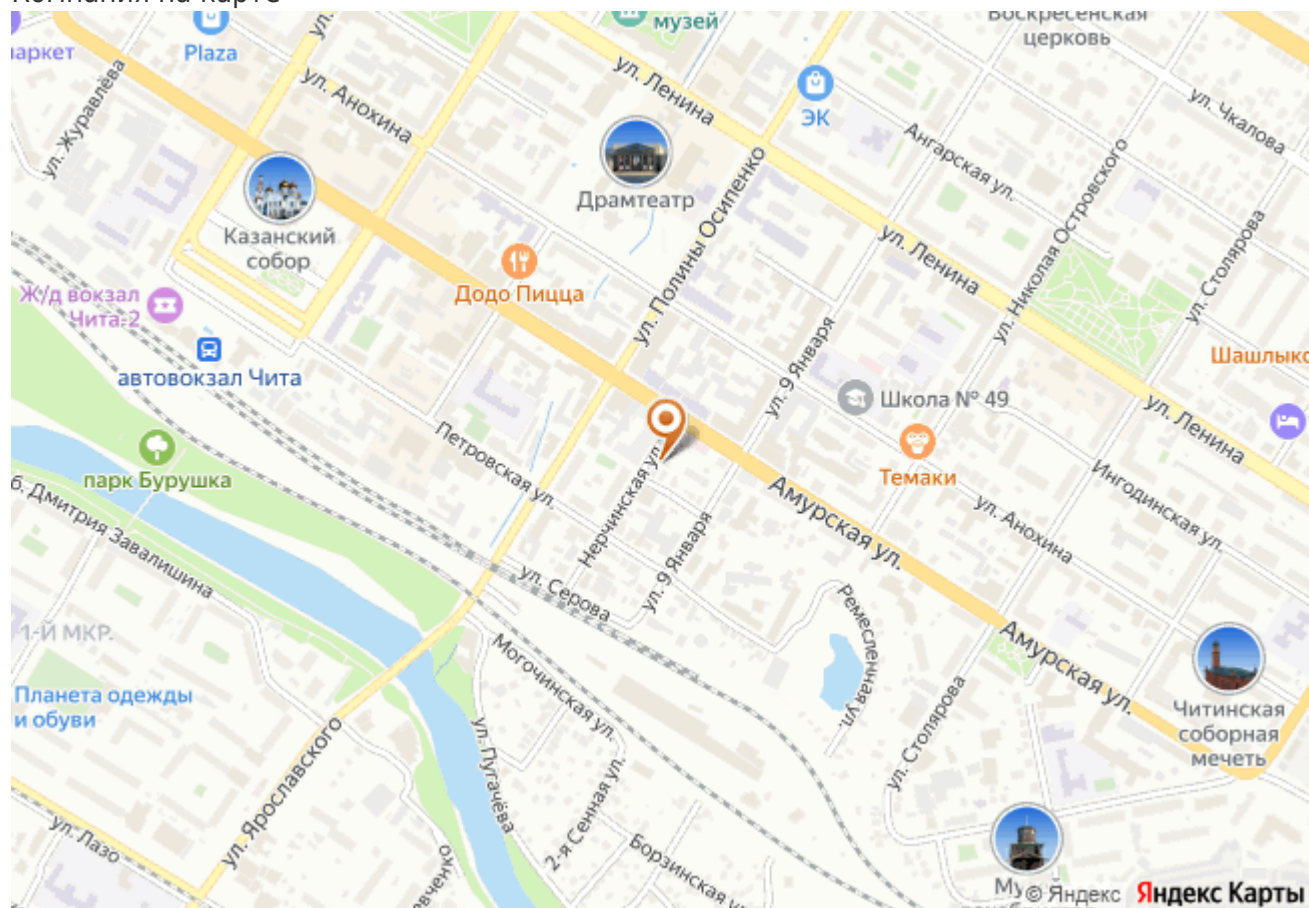 музей
Воскресенская
церковь
Plaza
аркет
ул. Журавлёва
ул. Анохина
ул. Ленина
ЭК
ул. Чкалова
Ангарская ул.
Драмтеатр
Казанский
собор
ул. Полины Осипенко
ул. Николая Островского
ул. Столярова
ул. Ленина
Додо Пицца
Ж/д вокзал
Чита-2
автовокзал Чита
ул. 9 Января
Шашлыко
Школа № 49
ул. Ленина
Темаки
Петровская ул.
Нерчинская ул.
парк Бурушка
Амурская ул.
ул. Анохина
Ингодинская ул.
б. Дмитрия Завалишина
ул. 9 Января
ул. Серова
Ремесленная ул.
1-Й МКР.
Могочинская ул.
Амурская ул.
Планета одежды
и обуви
Читинская
соборная
мечеть
ул. Столярова
ул. Ярославского
ул. Пугачёва
2-я Сенная ул.
ул. Лазо
Борзинская ул.
© Яндекс Яндекс Карты